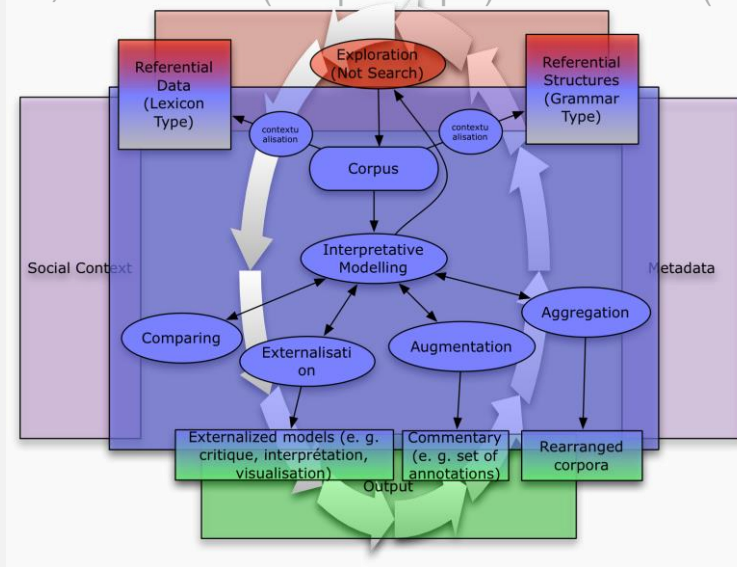 Exploration
(Not Search)
Referential
Data
(Lexicon
Type)
Referential
Structures
(Grammar
Type)
contextu
alisation
contextu
alisation
Corpus
Interpretative
Modelling
Social Context
Metadata
Comparing
Externalisati
on
Augmentation
Aggregation
Externalized models (e. g.
critique, interprétation,
visualisation)
Commentary
(e. g. set of
annotations)
Rearranged
corpora
Output